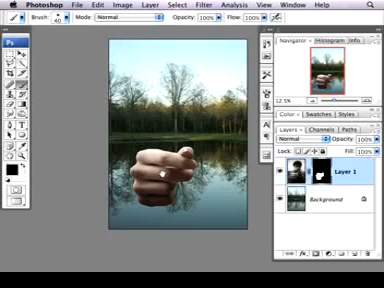 Photoshop File Edit Image Layer Select Filter Analysis View Window Help
Brush: 40 Mode: Normal Opacity: 100% Flow: 100%
Ps
Navigator Histogram Info
12.5%
Color Swatches Styles
Layers Channels Paths
Normal Opacity: 100%
Lock: Fill: 100%
Layer 1
Background